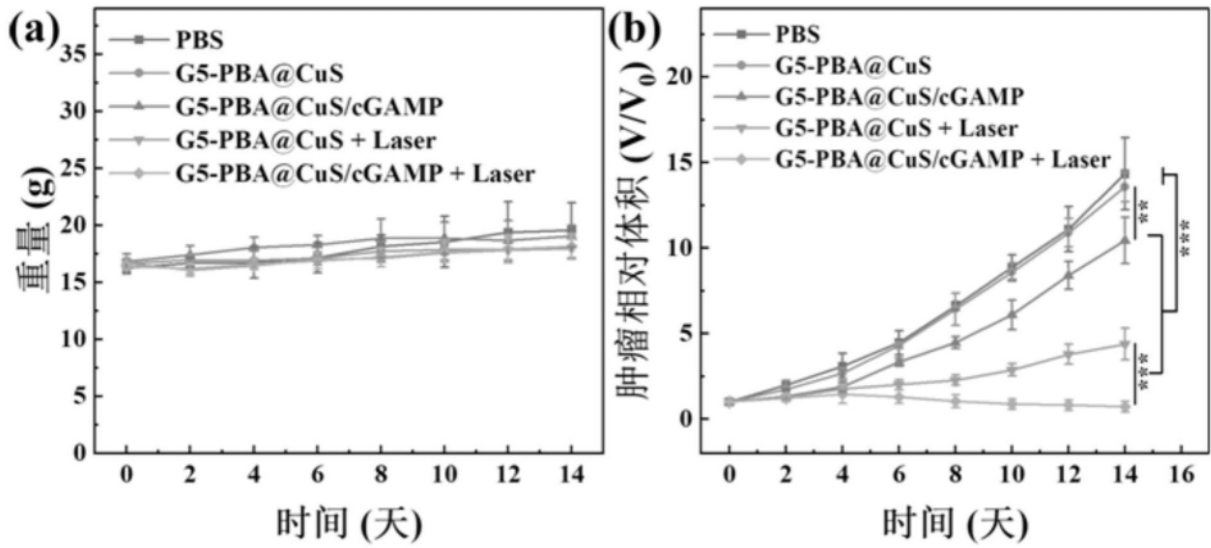 (a)
PBS
G5-PBA@CuS
G5-PBA@CuS/cGAMP
G5-PBA@CuS + Laser
G5-PBA@CuS/cGAMP + Laser
重量 (g)
35
30
25
20
15
10
5
0
0 2 4 6 8 10 12 14
时间 (天)
(b)
PBS
G5-PBA@CuS
G5-PBA@CuS/cGAMP
G5-PBA@CuS + Laser
G5-PBA@CuS/cGAMP + Laser
肿瘤相对体积 (V/V₀)
20
15
10
5
0
**
***
***
0 2 4 6 8 10 12 14 16
时间 (天)